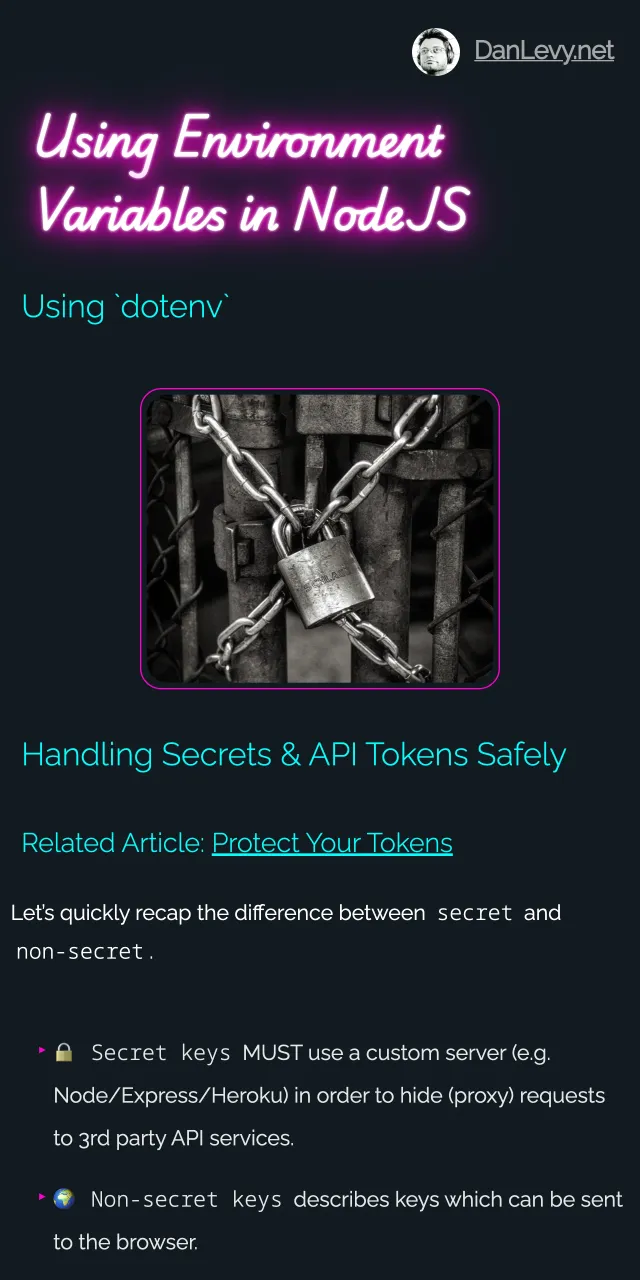 DanLevy.net
Using Environment
Variables in NodeJS
Using `dotenv`
Handling Secrets & API Tokens Safely
Related Article: Protect Your Tokens
Let's quickly recap the difference between secret and
non-secret.
🔒 Secret keys MUST use a custom server (e.g.
Node/Express/Heroku) in order to hide (proxy) requests
to 3rd party API services.
🌍 Non-secret keys describes keys which can be sent
to the browser.